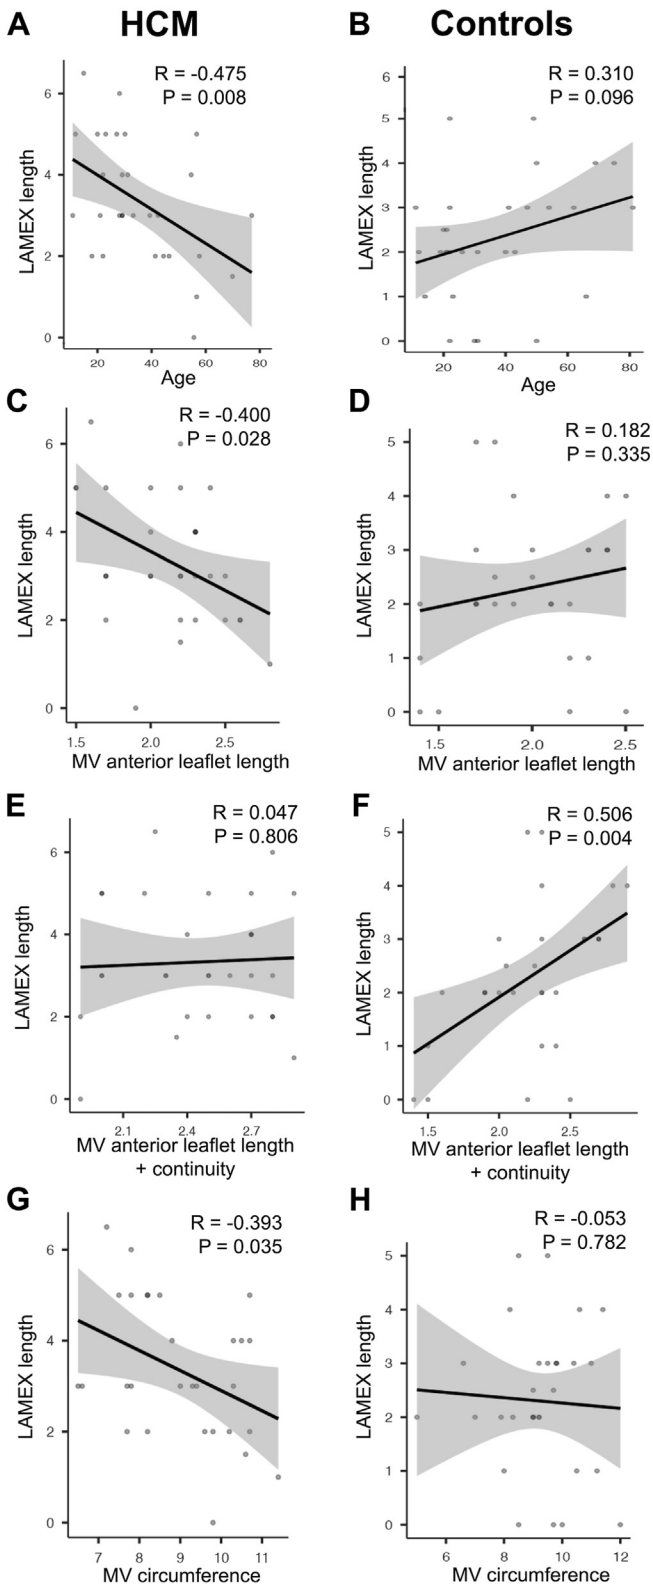 A HCM B Controls
R = -0.475
P = 0.008
R = 0.310
P = 0.096
LAMEX length
6
4
2
0
20 40 60 80
Age
LAMEX length
6
5
4
3
2
1
0
20 40 60 80
Age
C D
R = -0.400
P = 0.028
R = 0.182
P = 0.335
LAMEX length
6
4
2
0
1.5 2.0 2.5
MV anterior leaflet length
LAMEX length
5
4
3
2
1
0
1.5 2.0 2.5
MV anterior leaflet length
E F
R = 0.047
P = 0.806
R = 0.506
P = 0.004
LAMEX length
6
4
2
0
2.1 2.4 2.7
MV anterior leaflet length
+ continuity
LAMEX length
5
4
3
2
1
0
1.5 2.0 2.5
MV anterior leaflet length
+ continuity
G H
R = -0.393
P = 0.035
R = -0.053
P = 0.782
LAMEX length
6
4
2
0
7 8 9 10 11
MV circumference
LAMEX length
5
4
3
2
1
0
6 8 10 12
MV circumference